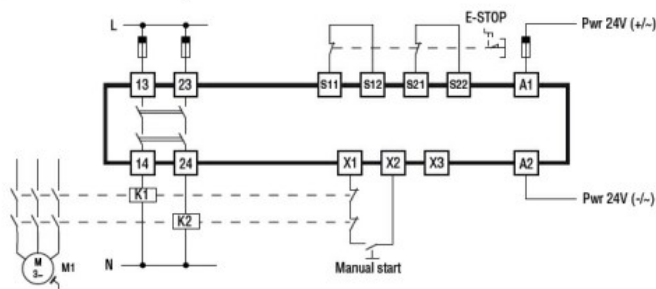 L
E-STOP
Pwr 24V (+/~)
13 23 S11 S12 S21 S22 A1
14 24 X1 X2 X3 A2
K1
K2
Pwr 24V (-/~)
M
3~
M1
N
Manual start